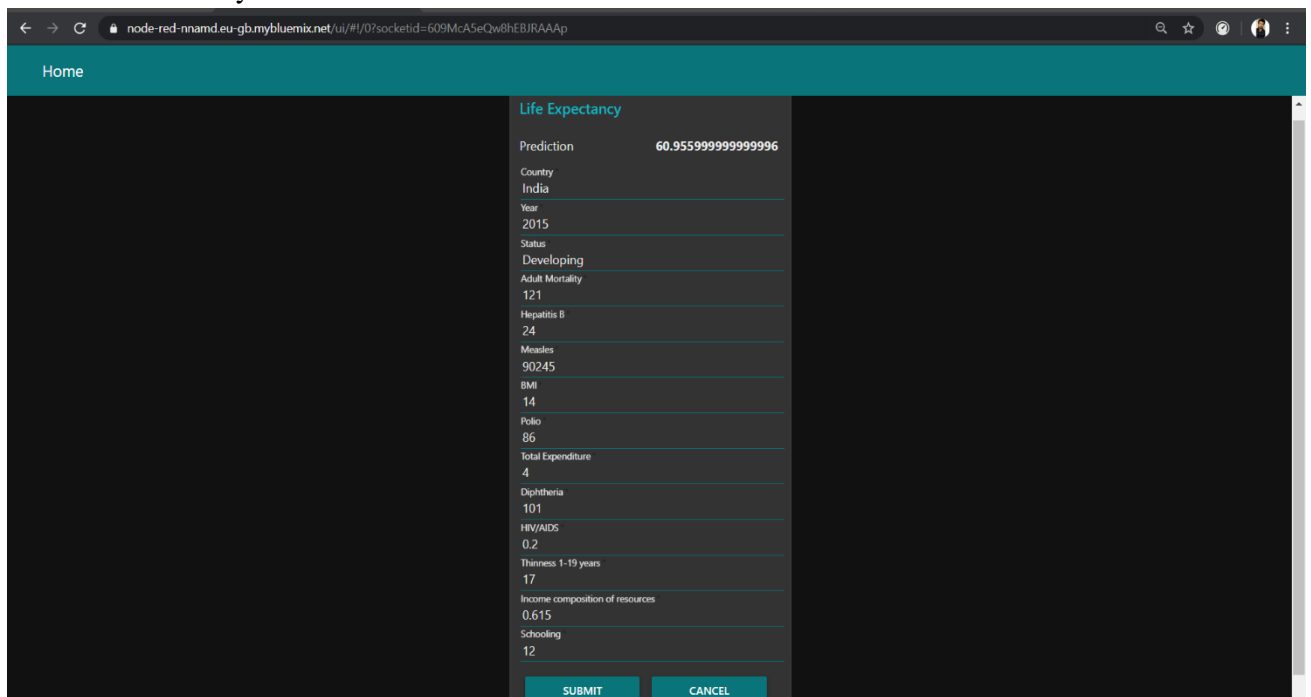 node-red-nnamd.eu-gb.mybluemix.net/ui/#!/0?socketid=609McA5eQw8hEBJRAAAp
Home
Life Expectancy
Prediction 60.955999999999996
Country
India
Year
2015
Status
Developing
Adult Mortality
121
Hepatitis B
24
Measles
90245
BMI
14
Polio
86
Total Expenditure
4
Diphtheria
101
HIV/AIDS
0.2
Thinness 1-19 years
17
Income composition of resources
0.615
Schooling
12
SUBMIT CANCEL